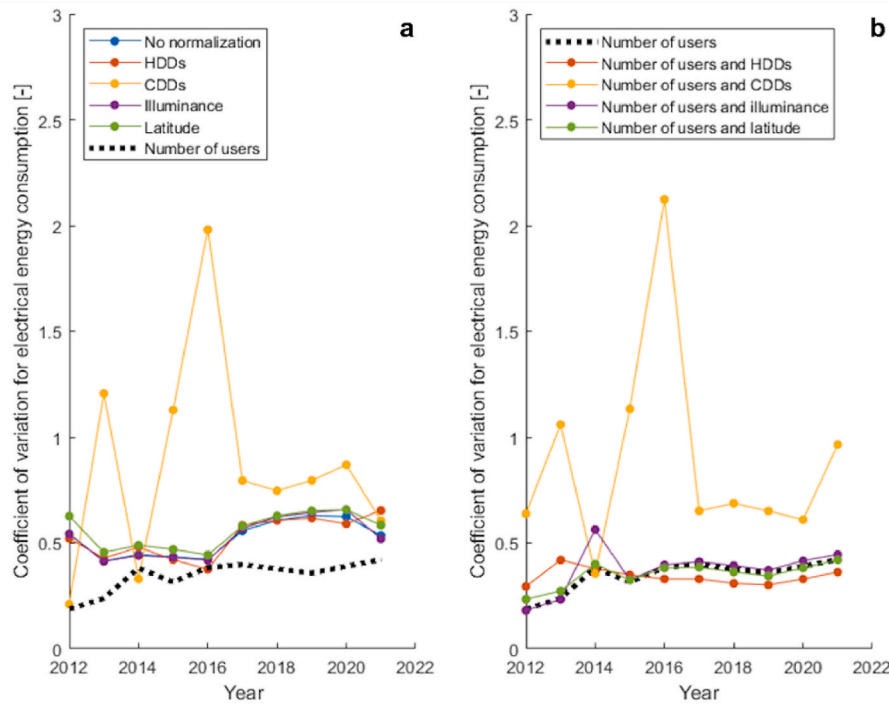 a
Coefficient of variation for electrical energy consumption [-]
3
2.5
2
1.5
1
0.5
0
No normalization
HDDs
CDDs
Illuminance
Latitude
Number of users
2012
2014
2016
2018
2020
2022
Year
b
Coefficient of variation for electrical energy consumption [-]
3
2.5
2
1.5
1
0.5
0
Number of users
Number of users and HDDs
Number of users and CDDs
Number of users and illuminance
Number of users and latitude
2012
2014
2016
2018
2020
2022
Year